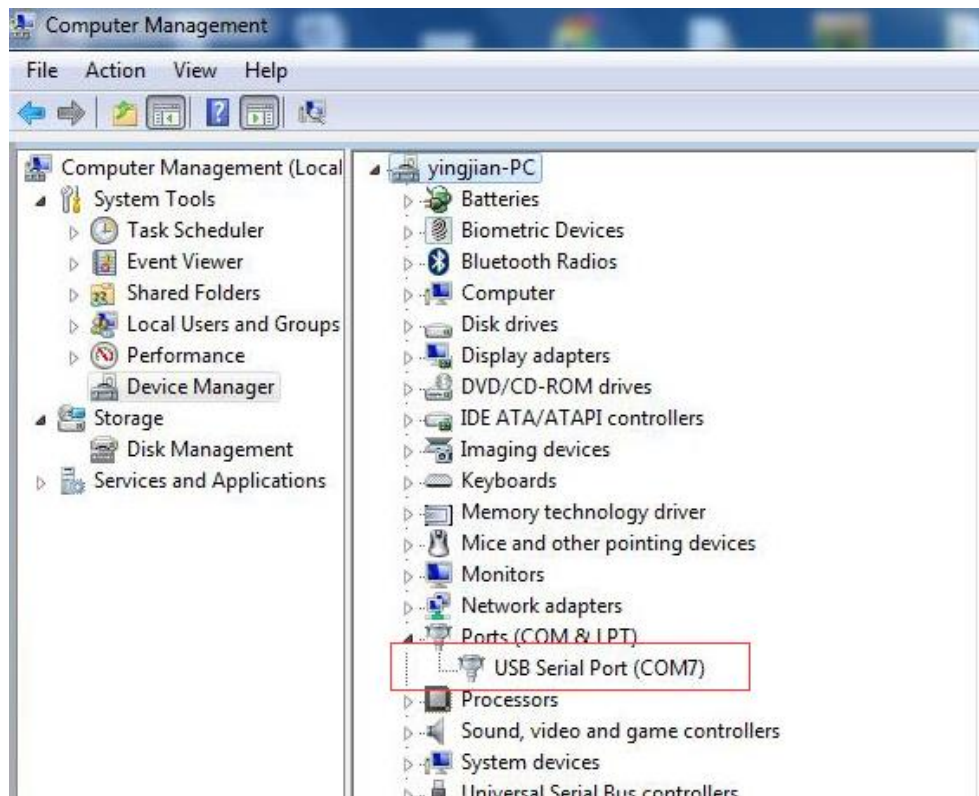 Computer Management
File Action View Help
Computer Management (Local
System Tools
Task Scheduler
Event Viewer
Shared Folders
Local Users and Groups
Performance
Device Manager
Storage
Disk Management
Services and Applications
yingjian-PC
Batteries
Biometric Devices
Bluetooth Radios
Computer
Disk drives
Display adapters
DVD/CD-ROM drives
IDE ATA/ATAPI controllers
Imaging devices
Keyboards
Memory technology driver
Mice and other pointing devices
Monitors
Network adapters
Ports (COM & LPT)
USB Serial Port (COM7)
Processors
Sound, video and game controllers
System devices
Universal Serial Bus controllers